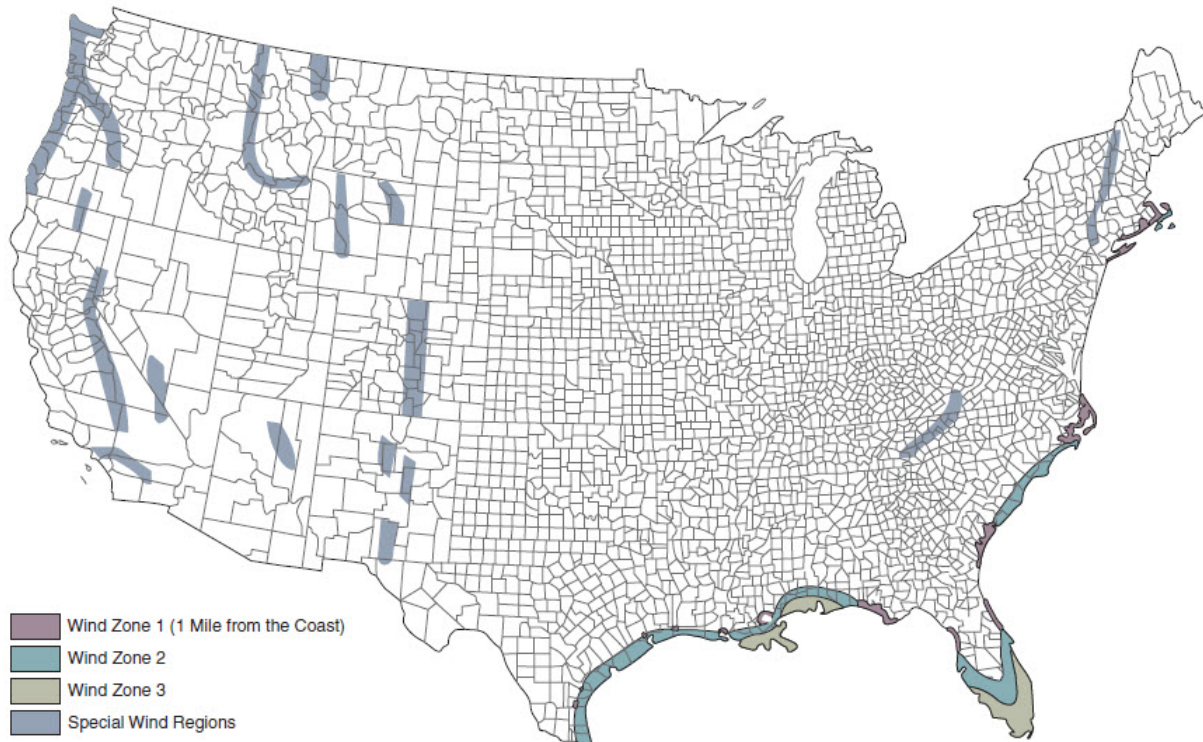 Wind Zone 1 (1 Mile from the Coast)
Wind Zone 2
Wind Zone 3
Special Wind Regions